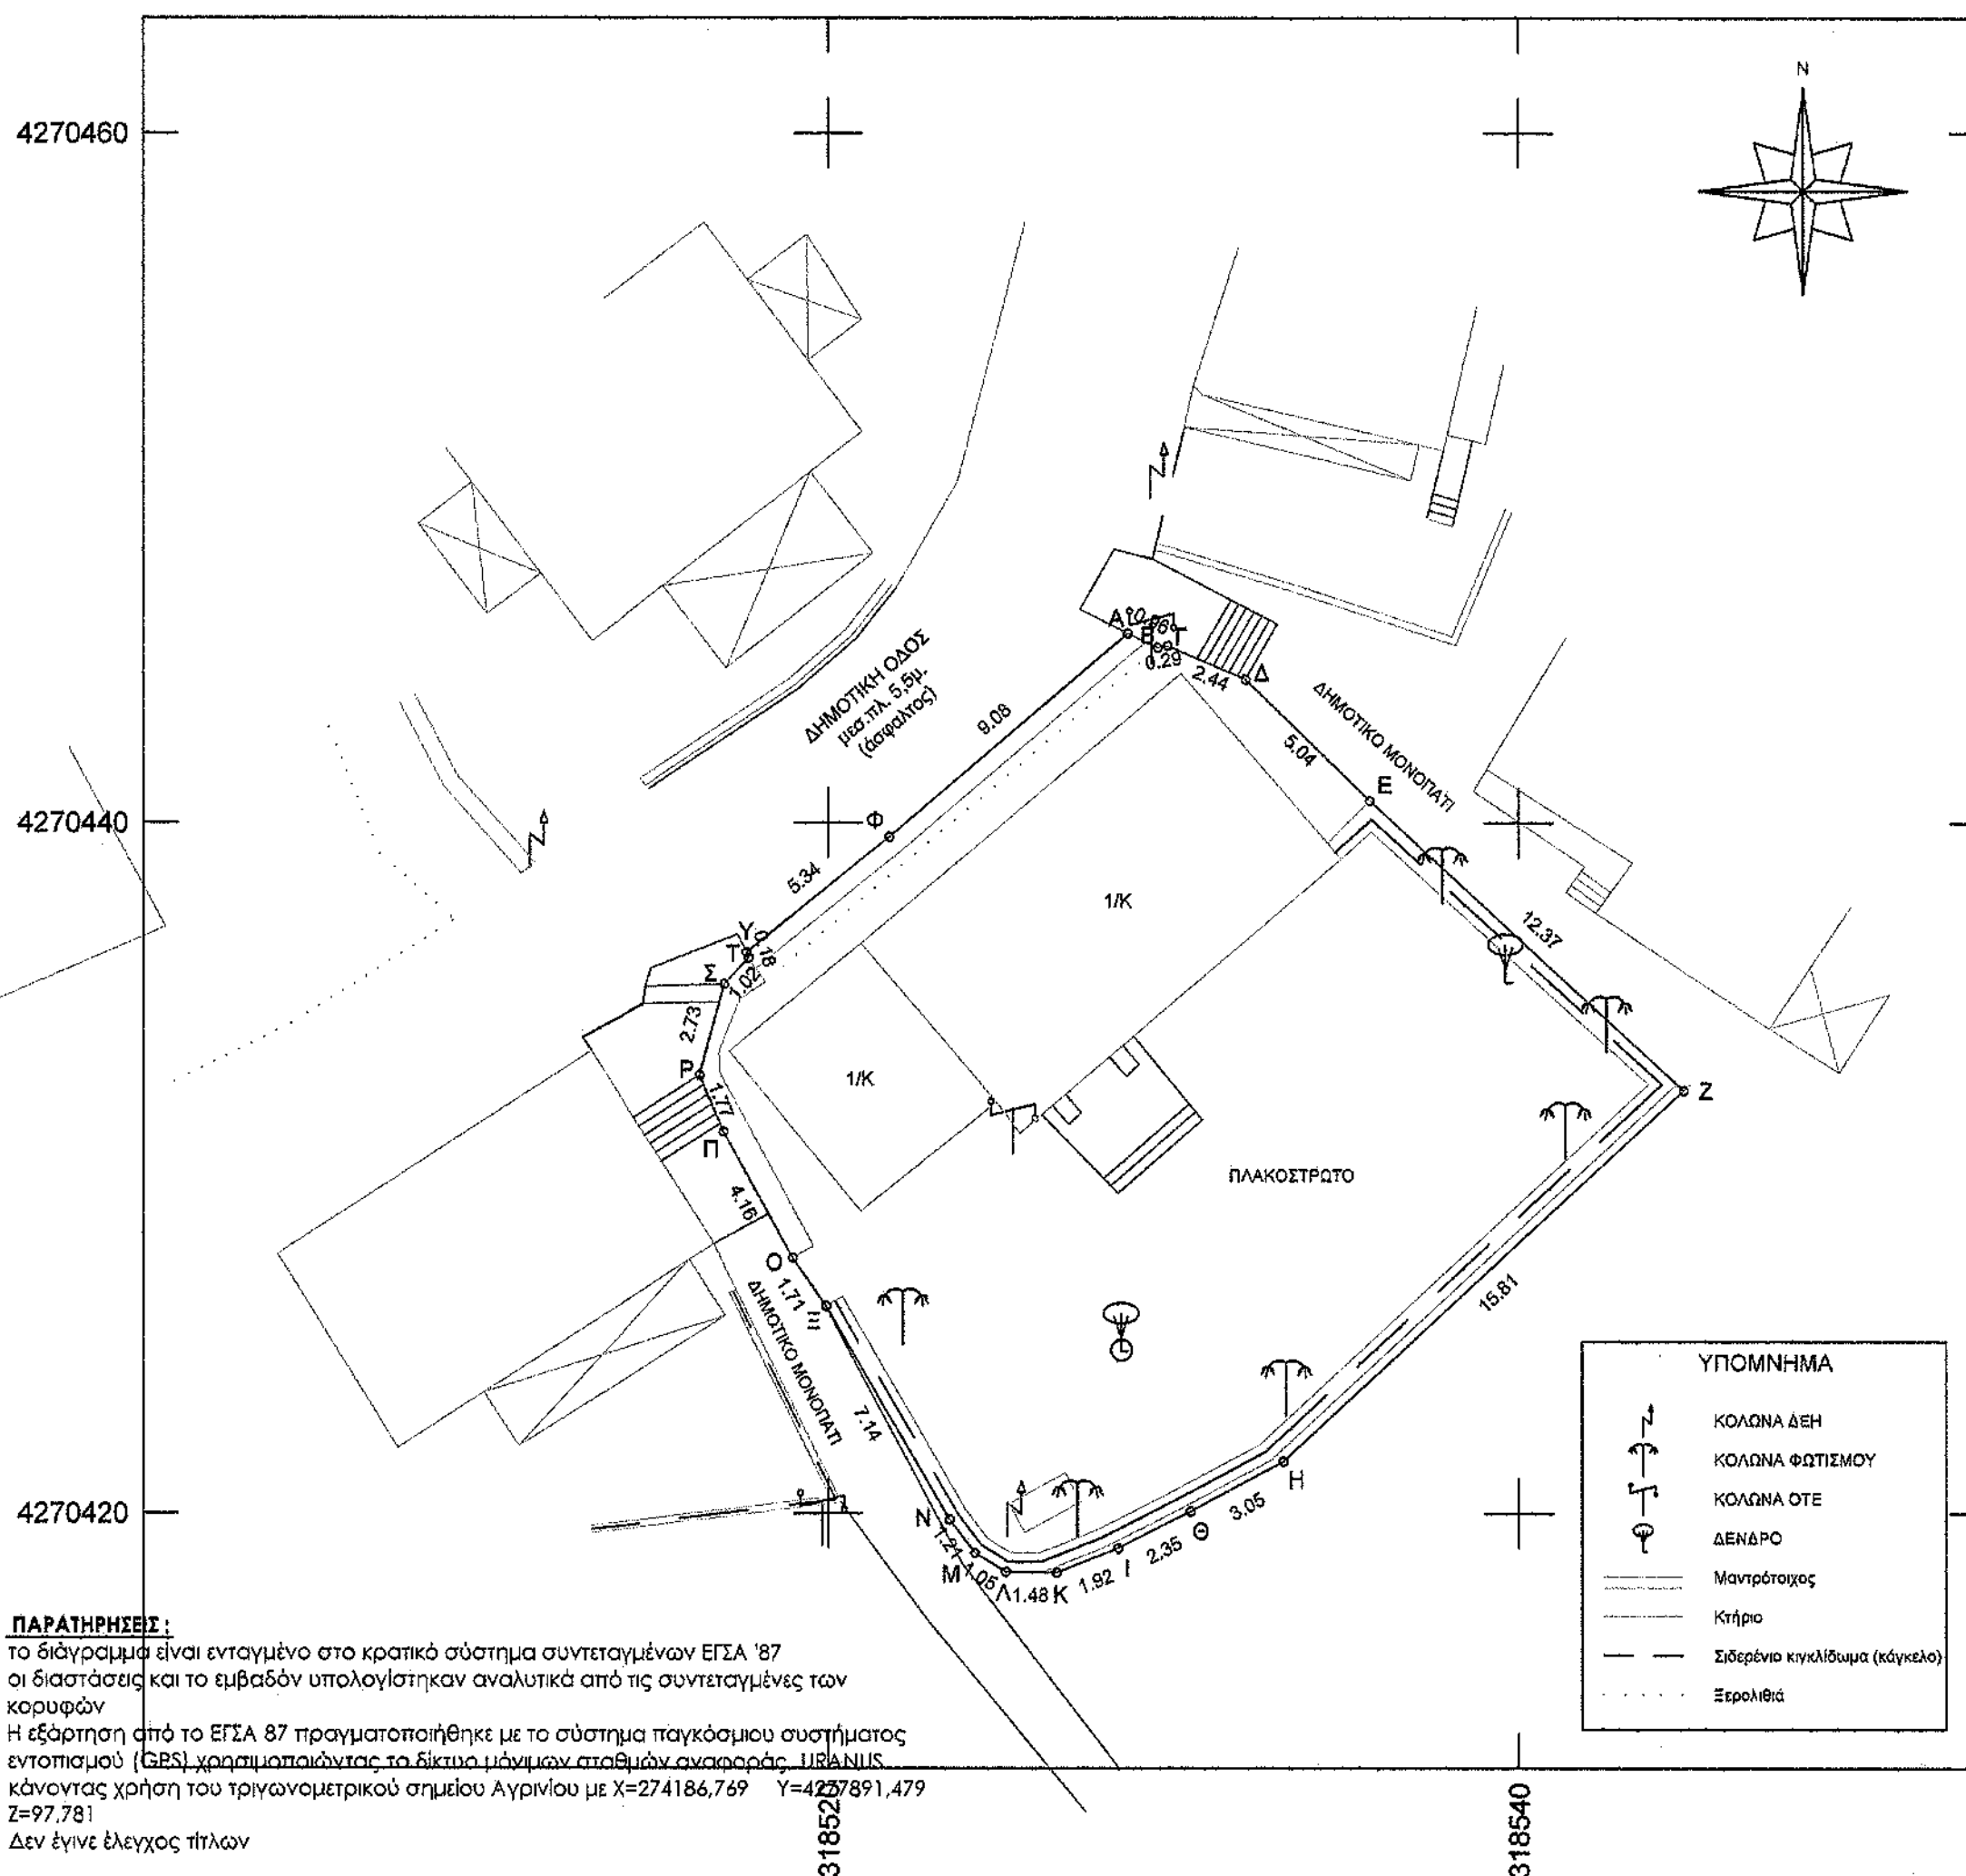 N
4270460
4270440
4270420
318520
318540
ΔΗΜΟΤΙΚΗ ΟΔΟΣ
μεσ.πλ. 5,5μ.
(άσφαλτος)
ΔΗΜΟΤΙΚΟ ΜΟΝΟΠΑΤΙ
ΔΗΜΟΤΙΚΟ ΜΟΝΟΠΑΤΙ
Α
Β
Γ
0.29
2.44
Δ
5.04
Ε
12.37
Ζ
15.81
Η
3.05
Θ
2.35
Ι
1.92
Κ
1.48
Λ
1.05
Μ
1.21
Ν
7.14
Ξ
1.71
Ο
4.16
Π
1.77
Ρ
2.73
Σ
1.02
Τ
0.18
Υ
5.34
Φ
9.08
1/Κ
1/Κ
ΠΛΑΚΟΣΤΡΩΤΟ
ΥΠΟΜΝΗΜΑ
ΚΟΛΩΝΑ ΔΕΗ
ΚΟΛΩΝΑ ΦΩΤΙΣΜΟΥ
ΚΟΛΩΝΑ ΟΤΕ
ΔΕΝΔΡΟ
Μαντρότοιχος
Κτήριο
Σιδερένιο κιγκλίδωμα (κάγκελο)
Ξερολιθιά
ΠΑΡΑΤΗΡΗΣΕΙΣ :
το διάγραμμα είναι ενταγμένο στο κρατικό σύστημα συντεταγμένων ΕΓΣΑ '87
οι διαστάσεις και το εμβαδόν υπολογίστηκαν αναλυτικά από τις συντεταγμένες των
κορυφών
Η εξάρτηση από το ΕΓΣΑ 87 πραγματοποιήθηκε με το σύστημα παγκόσμιου συστήματος
εντοπισμού (GPS) χρησιμοποιώντας το δίκτυο μόνιμων σταθμών αναφοράς URANUS
κάνοντας χρήση του τριγωνομετρικού σημείου Αγρινίου με Χ=274186,769 Υ=4277891,479
Ζ=97,781
Δεν έγινε έλεγχος τίτλων